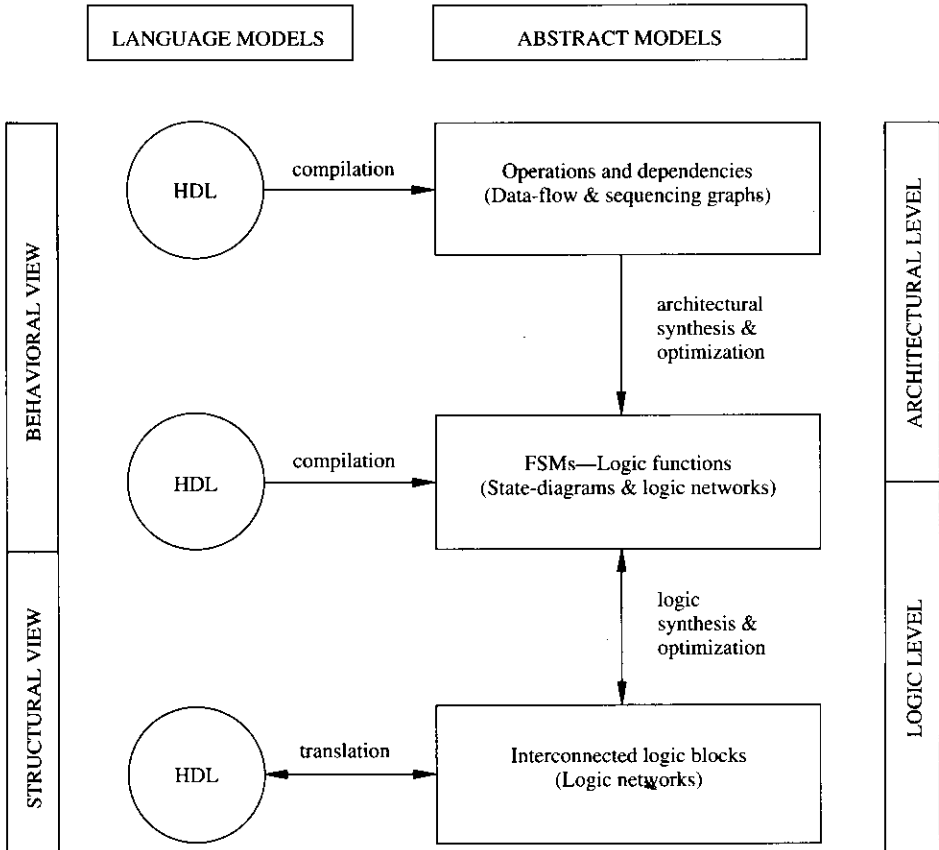 LANGUAGE MODELS
ABSTRACT MODELS
BEHAVIORAL VIEW
STRUCTURAL VIEW
HDL
compilation
Operations and dependencies
(Data-flow & sequencing graphs)
architectural
synthesis &
optimization
HDL
compilation
FSMs—Logic functions
(State-diagrams & logic networks)
logic
synthesis &
optimization
HDL
translation
Interconnected logic blocks
(Logic networks)
ARCHITECTURAL LEVEL
LOGIC LEVEL